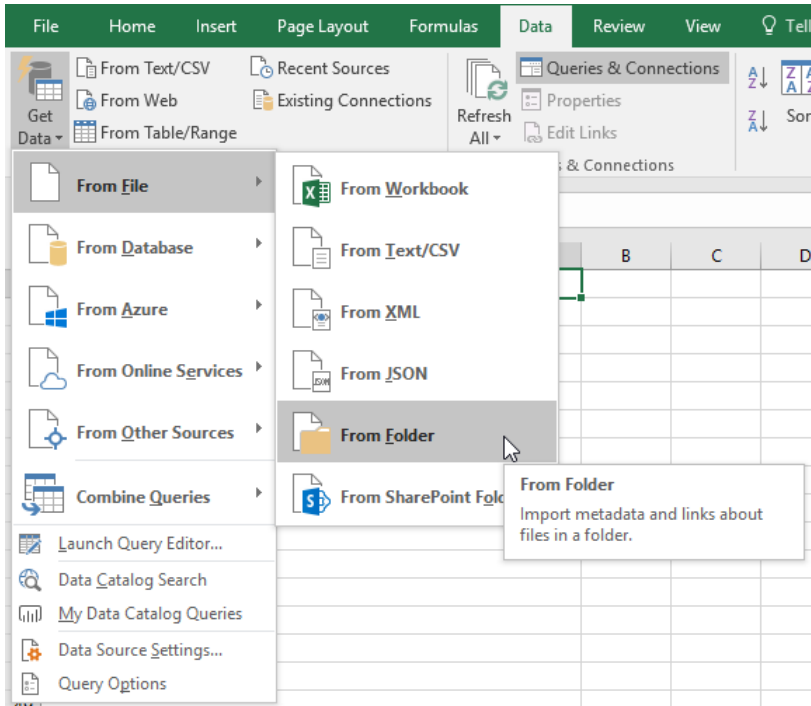 File Home Insert Page Layout Formulas Data Review View Tell
From Text/CSV
From Web
From Table/Range
Get
Data
Recent Sources
Existing Connections
Refresh
All
Queries & Connections
Properties
Edit Links
& Connections
From File
From Database
From Azure
From Online Services
From Other Sources
Combine Queries
Launch Query Editor...
Data Catalog Search
My Data Catalog Queries
Data Source Settings...
Query Options
From Workbook
From Text/CSV
From XML
From JSON
From Folder
From SharePoint Fold
From Folder
Import metadata and links about
files in a folder.
B C D